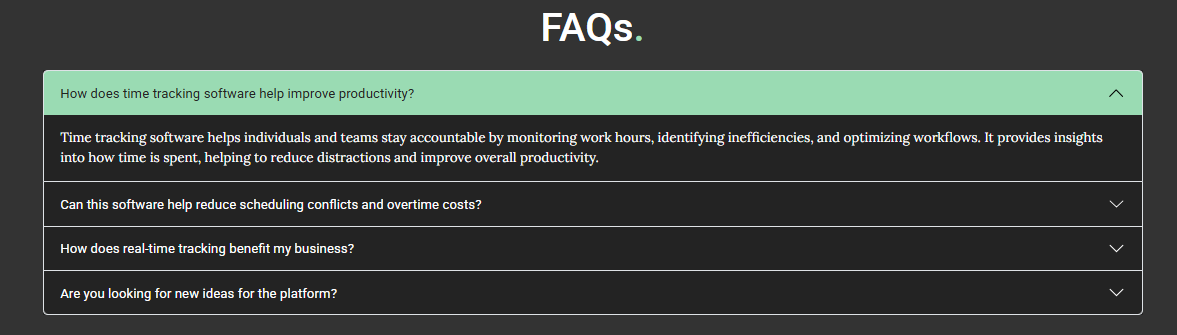 FAQs.
How does time tracking software help improve productivity?
Time tracking software helps individuals and teams stay accountable by monitoring work hours, identifying inefficiencies, and optimizing workflows. It provides insights
into how time is spent, helping to reduce distractions and improve overall productivity.
Can this software help reduce scheduling conflicts and overtime costs?
How does real-time tracking benefit my business?
Are you looking for new ideas for the platform?